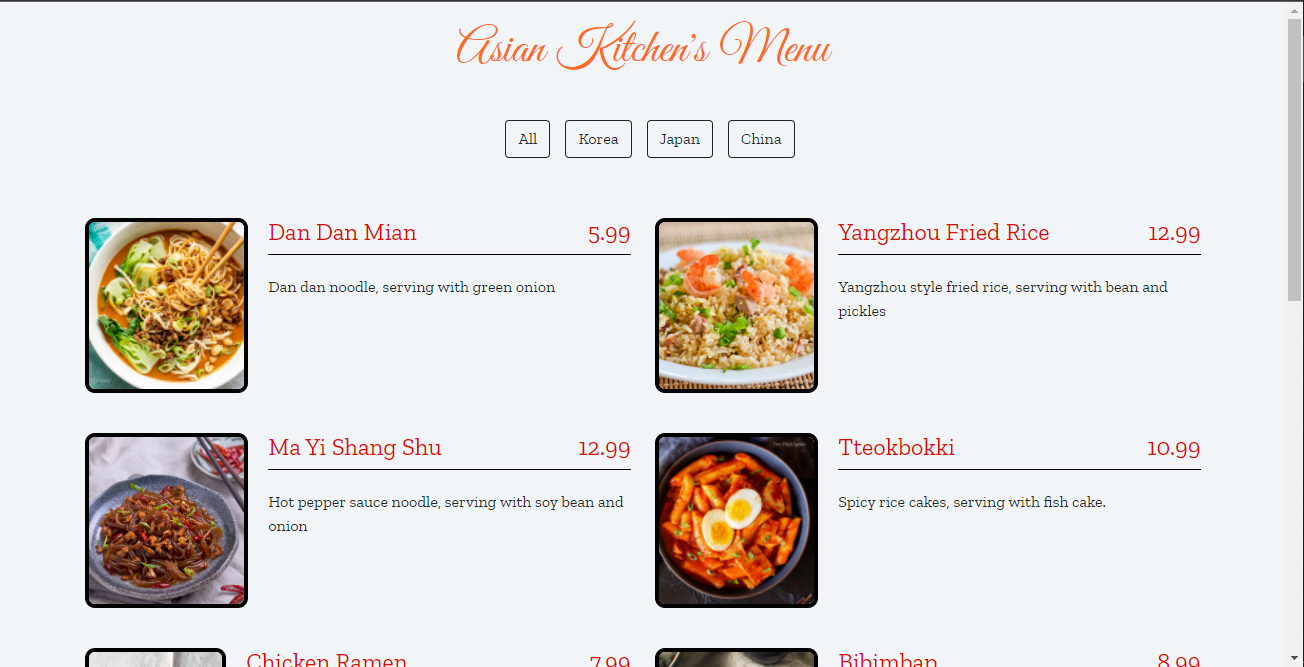 Asian Kitchen's Menu
All Korea Japan China
Dan Dan Mian 5.99
Dan dan noodle, serving with green onion
Yangzhou Fried Rice 12.99
Yangzhou style fried rice, serving with bean and
pickles
Ma Yi Shang Shu 12.99
Hot pepper sauce noodle, serving with soy bean and
onion
Tteokbokki 10.99
Spicy rice cakes, serving with fish cake.
Chicken Ramen 7.99
Bibimbap 8.99